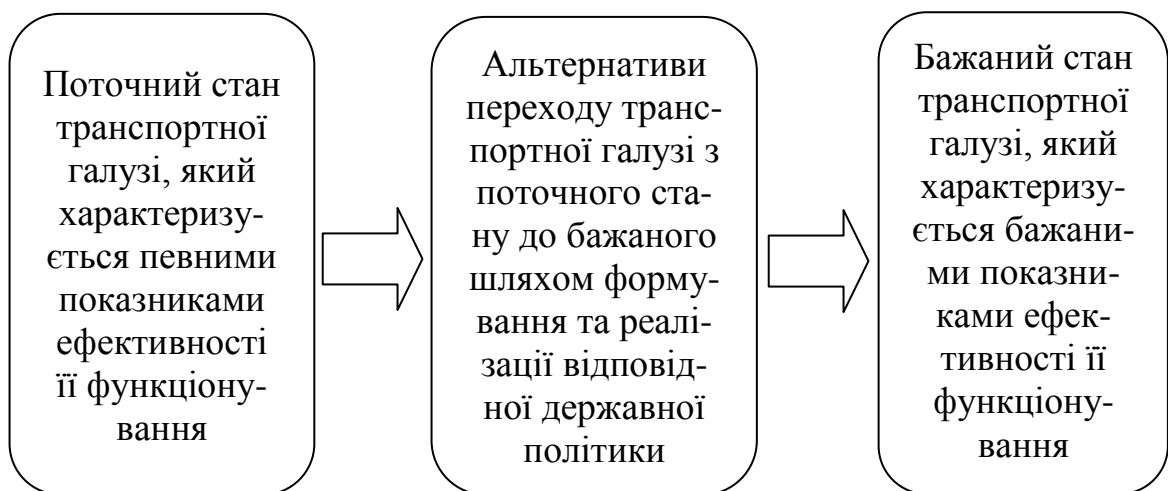 Поточний стан
транспортної
галузі, який
характеризу-
ється певними
показниками
ефективності
її функціону-
вання
Альтернативи
переходу транс-
портної галузі з
поточного ста-
ну до бажаного
шляхом форму-
вання та реалі-
зації відповід-
ної державної
політики
Бажаний стан
транспортної
галузі, який
характеризу-
ється бажани-
ми показни-
ками ефек-
тивності її
функціону-
вання